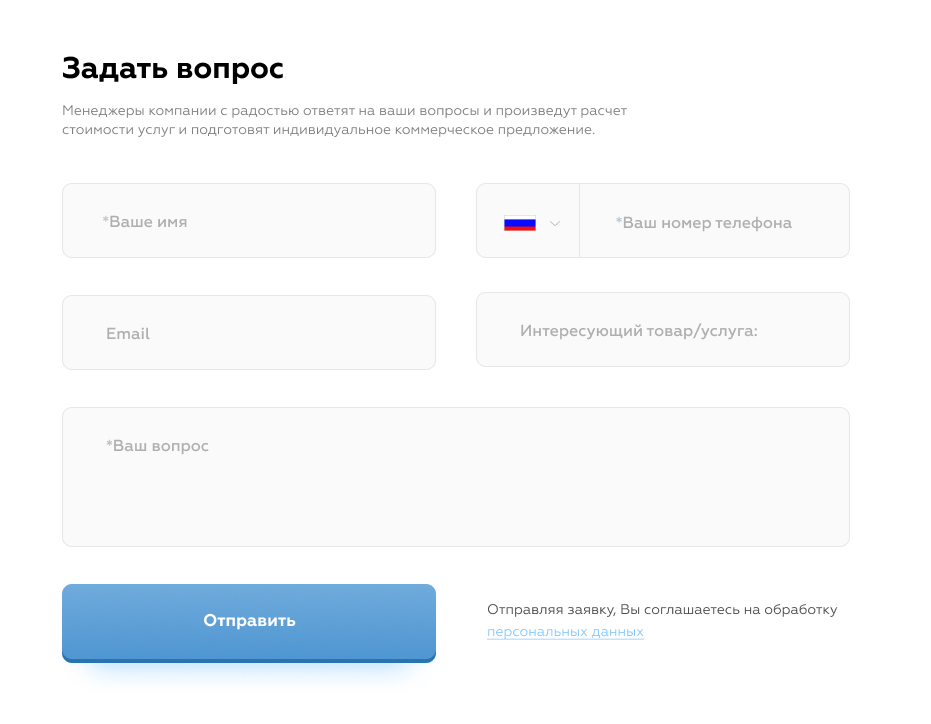 Задать вопрос
Менеджеры компании с радостью ответят на ваши вопросы и произведут расчет
стоимости услуг и подготовят индивидуальное коммерческое предложение.
*Ваше имя
*Ваш номер телефона
Email
Интересующий товар/услуга:
*Ваш вопрос
Отправить
Отправляя заявку, Вы соглашаетесь на обработку
персональных данных